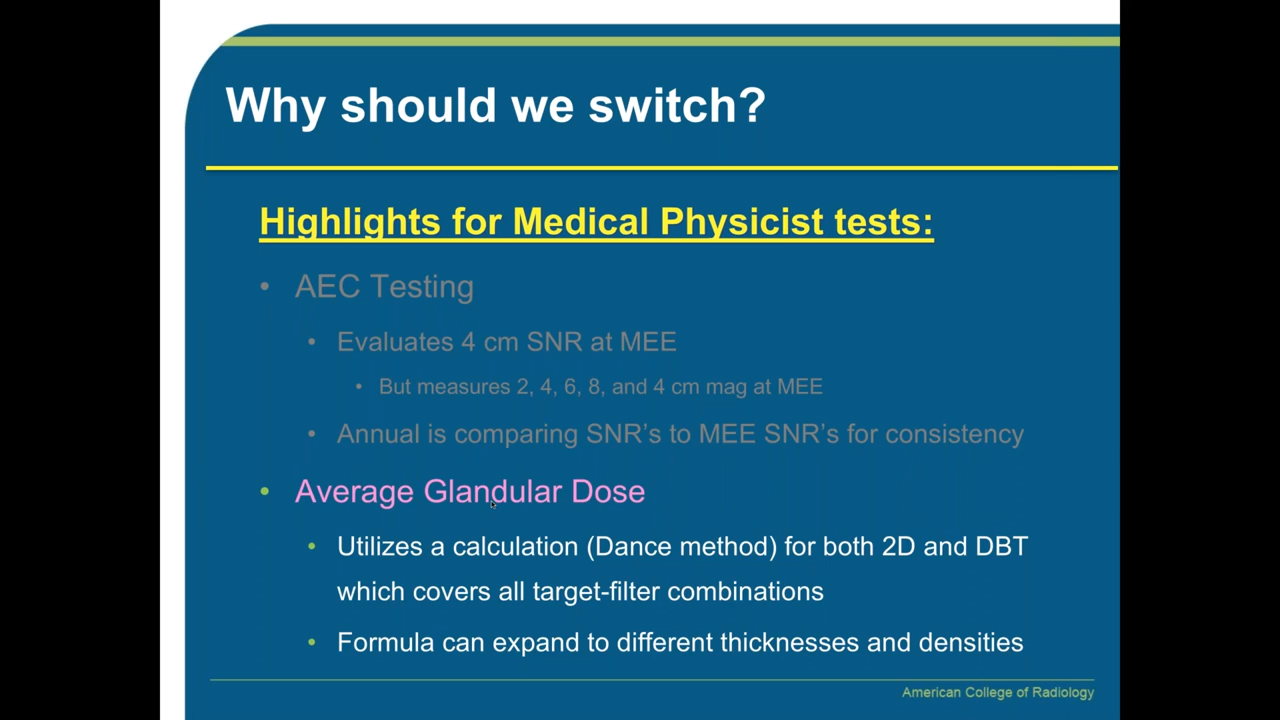 Why should we switch?
Highlights for Medical Physicist tests:
• AEC Testing
• Evaluates 4 cm SNR at MEE
• But measures 2, 4, 6, 8, and 4 cm mag at MEE
• Annual is comparing SNR's to MEE SNR's for consistency
• Average Glandular Dose
• Utilizes a calculation (Dance method) for both 2D and DBT
which covers all target-filter combinations
• Formula can expand to different thicknesses and densities
American College of Radiology